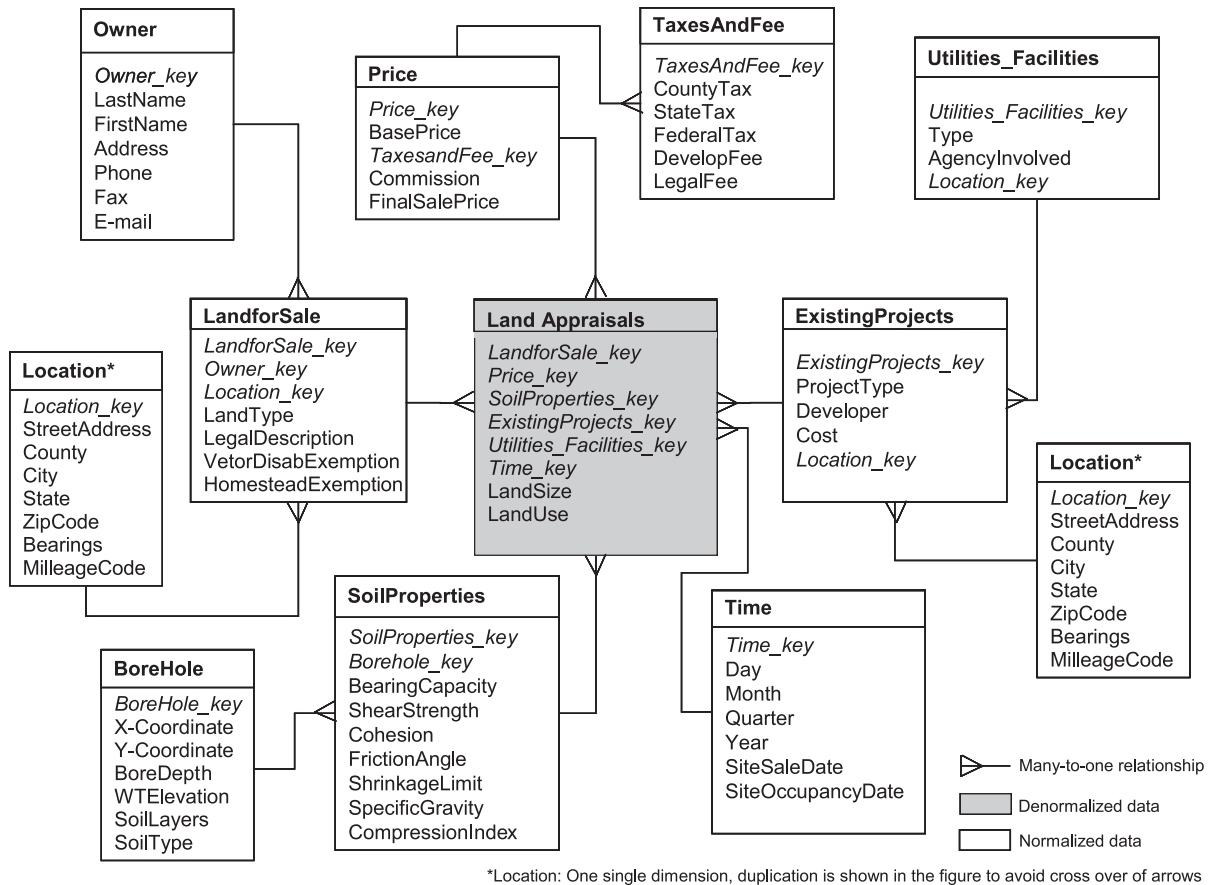 Owner
Owner_key
LastName
FirstName
Address
Phone
Fax
E-mail
Price
Price_key
BasePrice
TaxesandFee_key
Commission
FinalSalePrice
TaxesAndFee
TaxesAndFee_key
CountyTax
StateTax
FederalTax
DevelopFee
LegalFee
Utilities_Facilities
Utilities_Facilities_key
Type
AgencyInvolved
Location_key
Location*
Location_key
StreetAddress
County
City
State
ZipCode
Bearings
MilleageCode
LandforSale
LandforSale_key
Owner_key
Location_key
LandType
LegalDescription
VetorDisabExemption
HomesteadExemption
Land Appraisals
LandforSale_key
Price_key
SoilProperties_key
ExistingProjects_key
Utilities_Facilities_key
Time_key
LandSize
LandUse
ExistingProjects
ExistingProjects_key
ProjectType
Developer
Cost
Location_key
Location*
Location_key
StreetAddress
County
City
State
ZipCode
Bearings
MilleageCode
BoreHole
BoreHole_key
X-Coordinate
Y-Coordinate
BoreDepth
WTElevation
SoilLayers
SoilType
SoilProperties
SoilProperties_key
Borehole_key
BearingCapacity
ShearStrength
Cohesion
FrictionAngle
ShrinkageLimit
SpecificGravity
CompressionIndex
Time
Time_key
Day
Month
Quarter
Year
SiteSaleDate
SiteOccupancyDate
Many-to-one relationship
Denormalized data
Normalized data
*Location: One single dimension, duplication is shown in the figure to avoid cross over of arrows